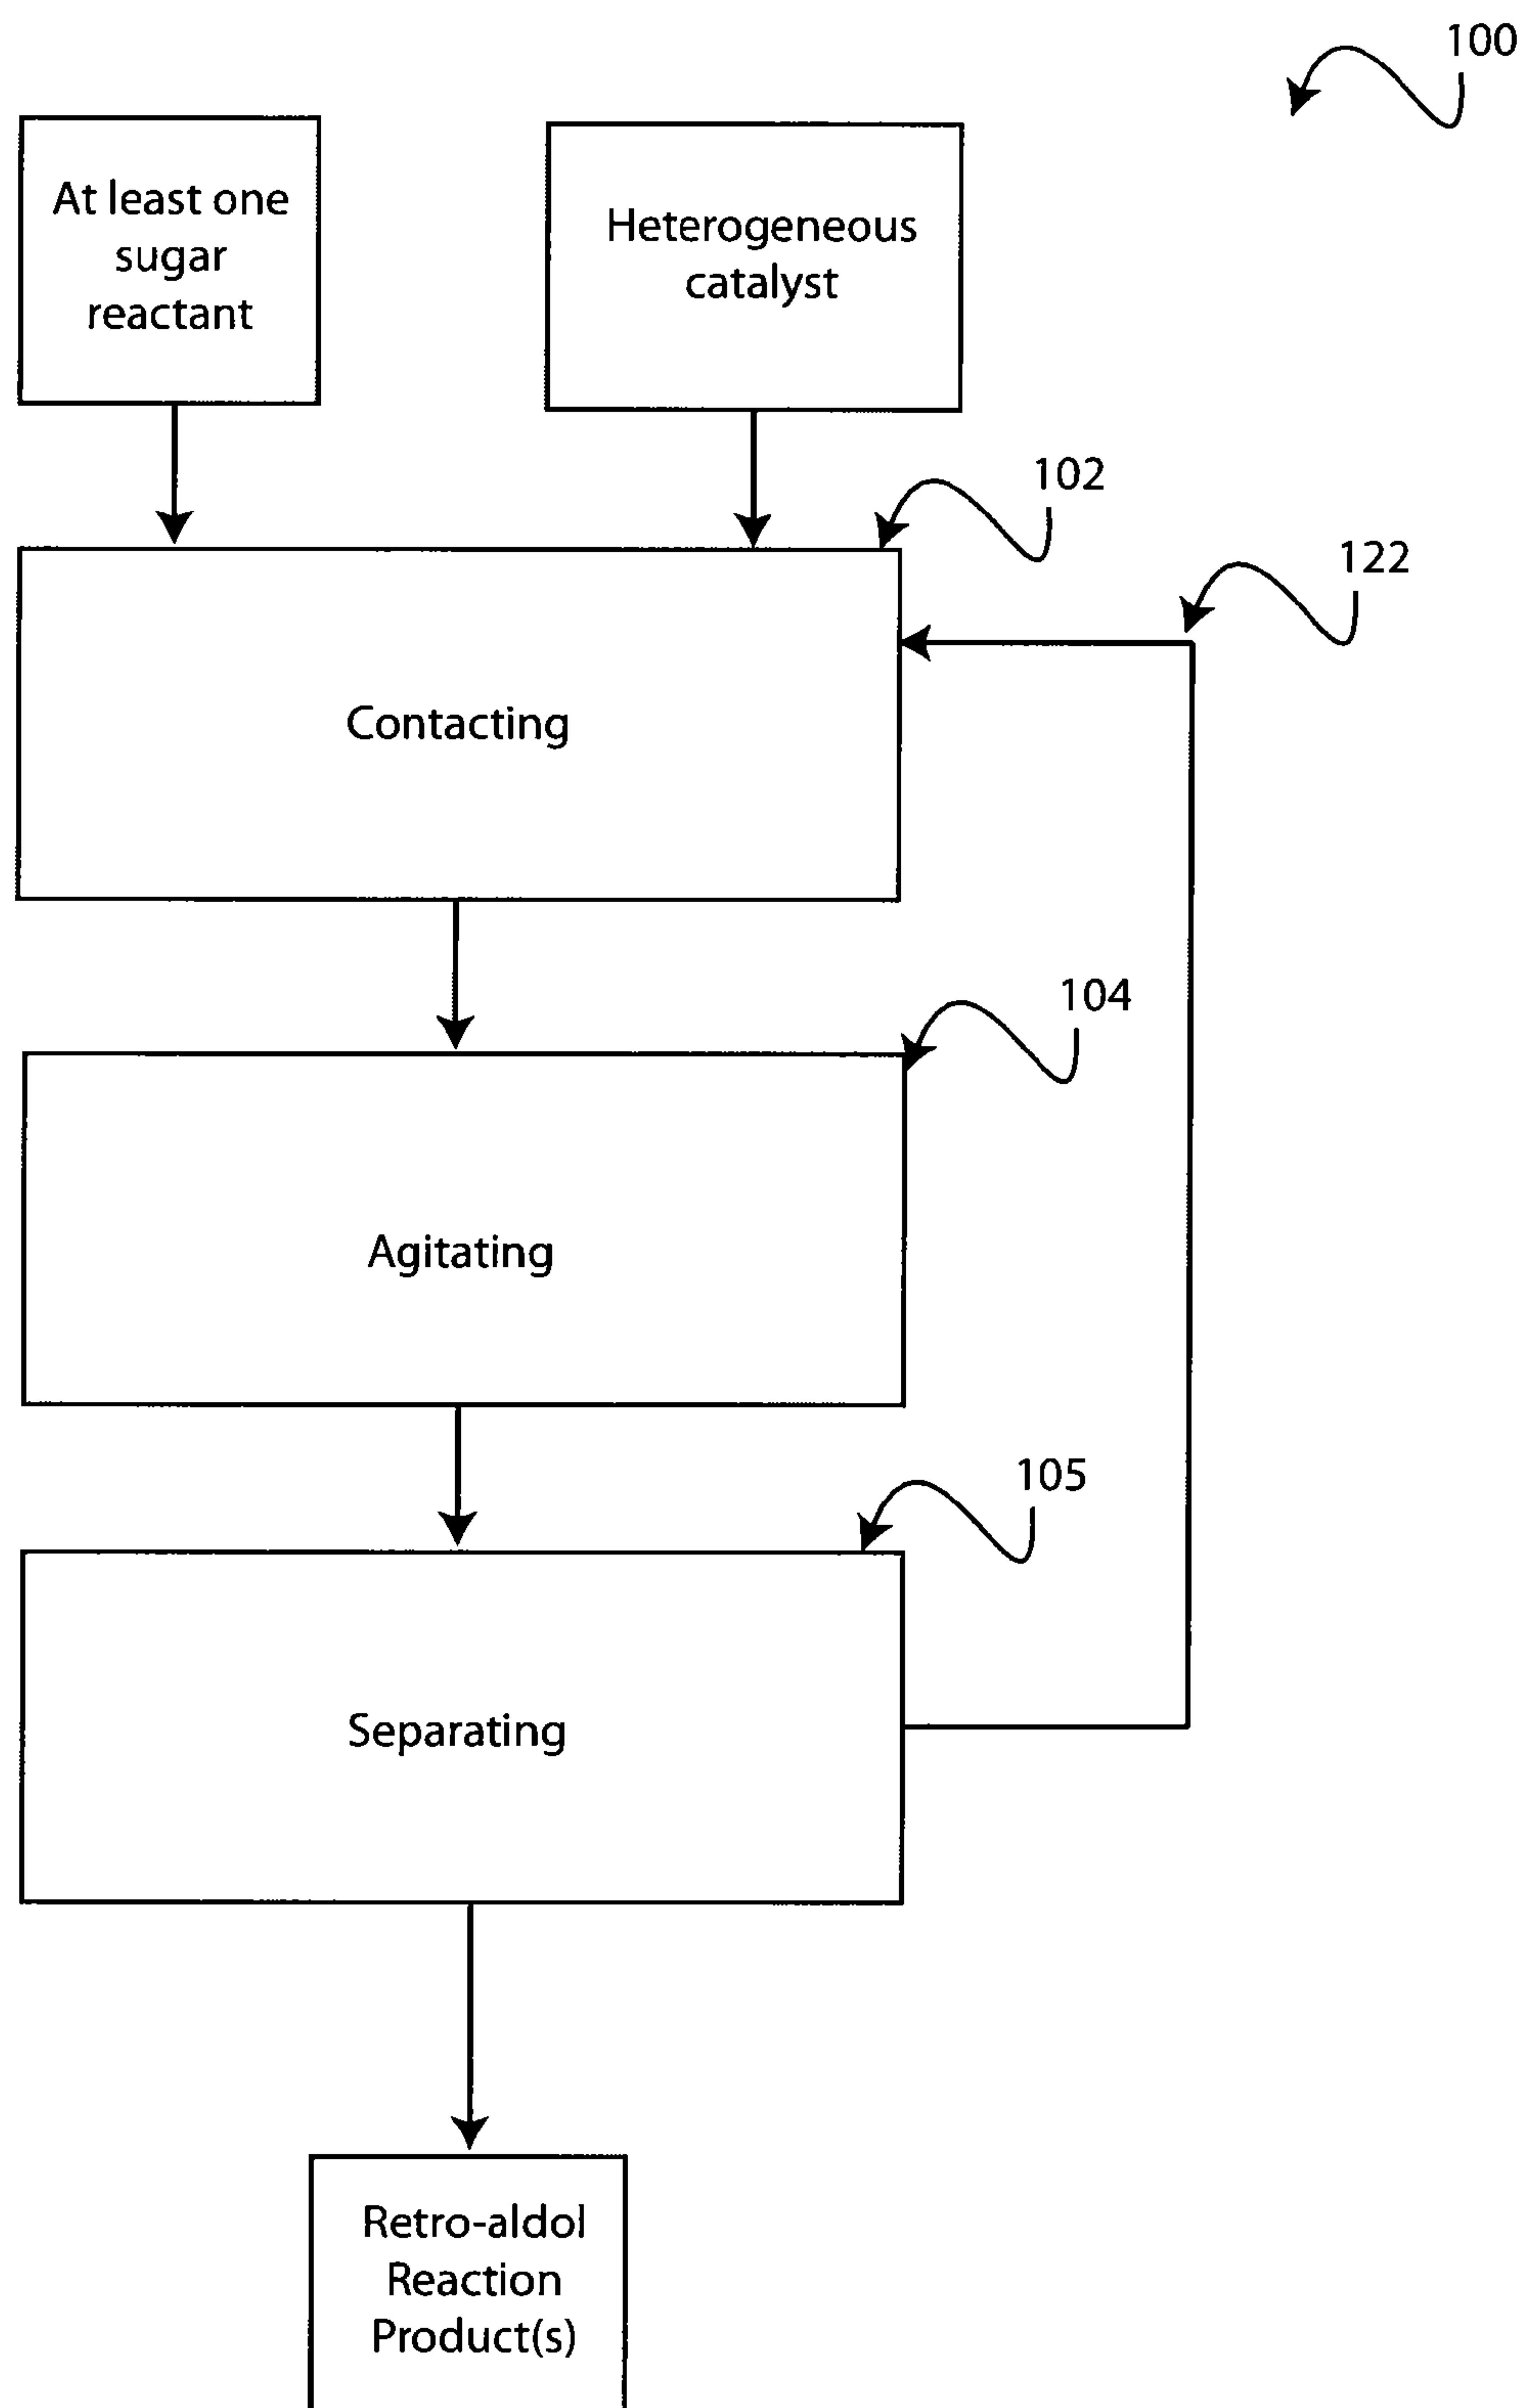 100
At least one
sugar
reactant
Heterogeneous
catalyst
102
122
Contacting
104
Agitating
105
Separating
Retro-aldol
Reaction
Product(s)